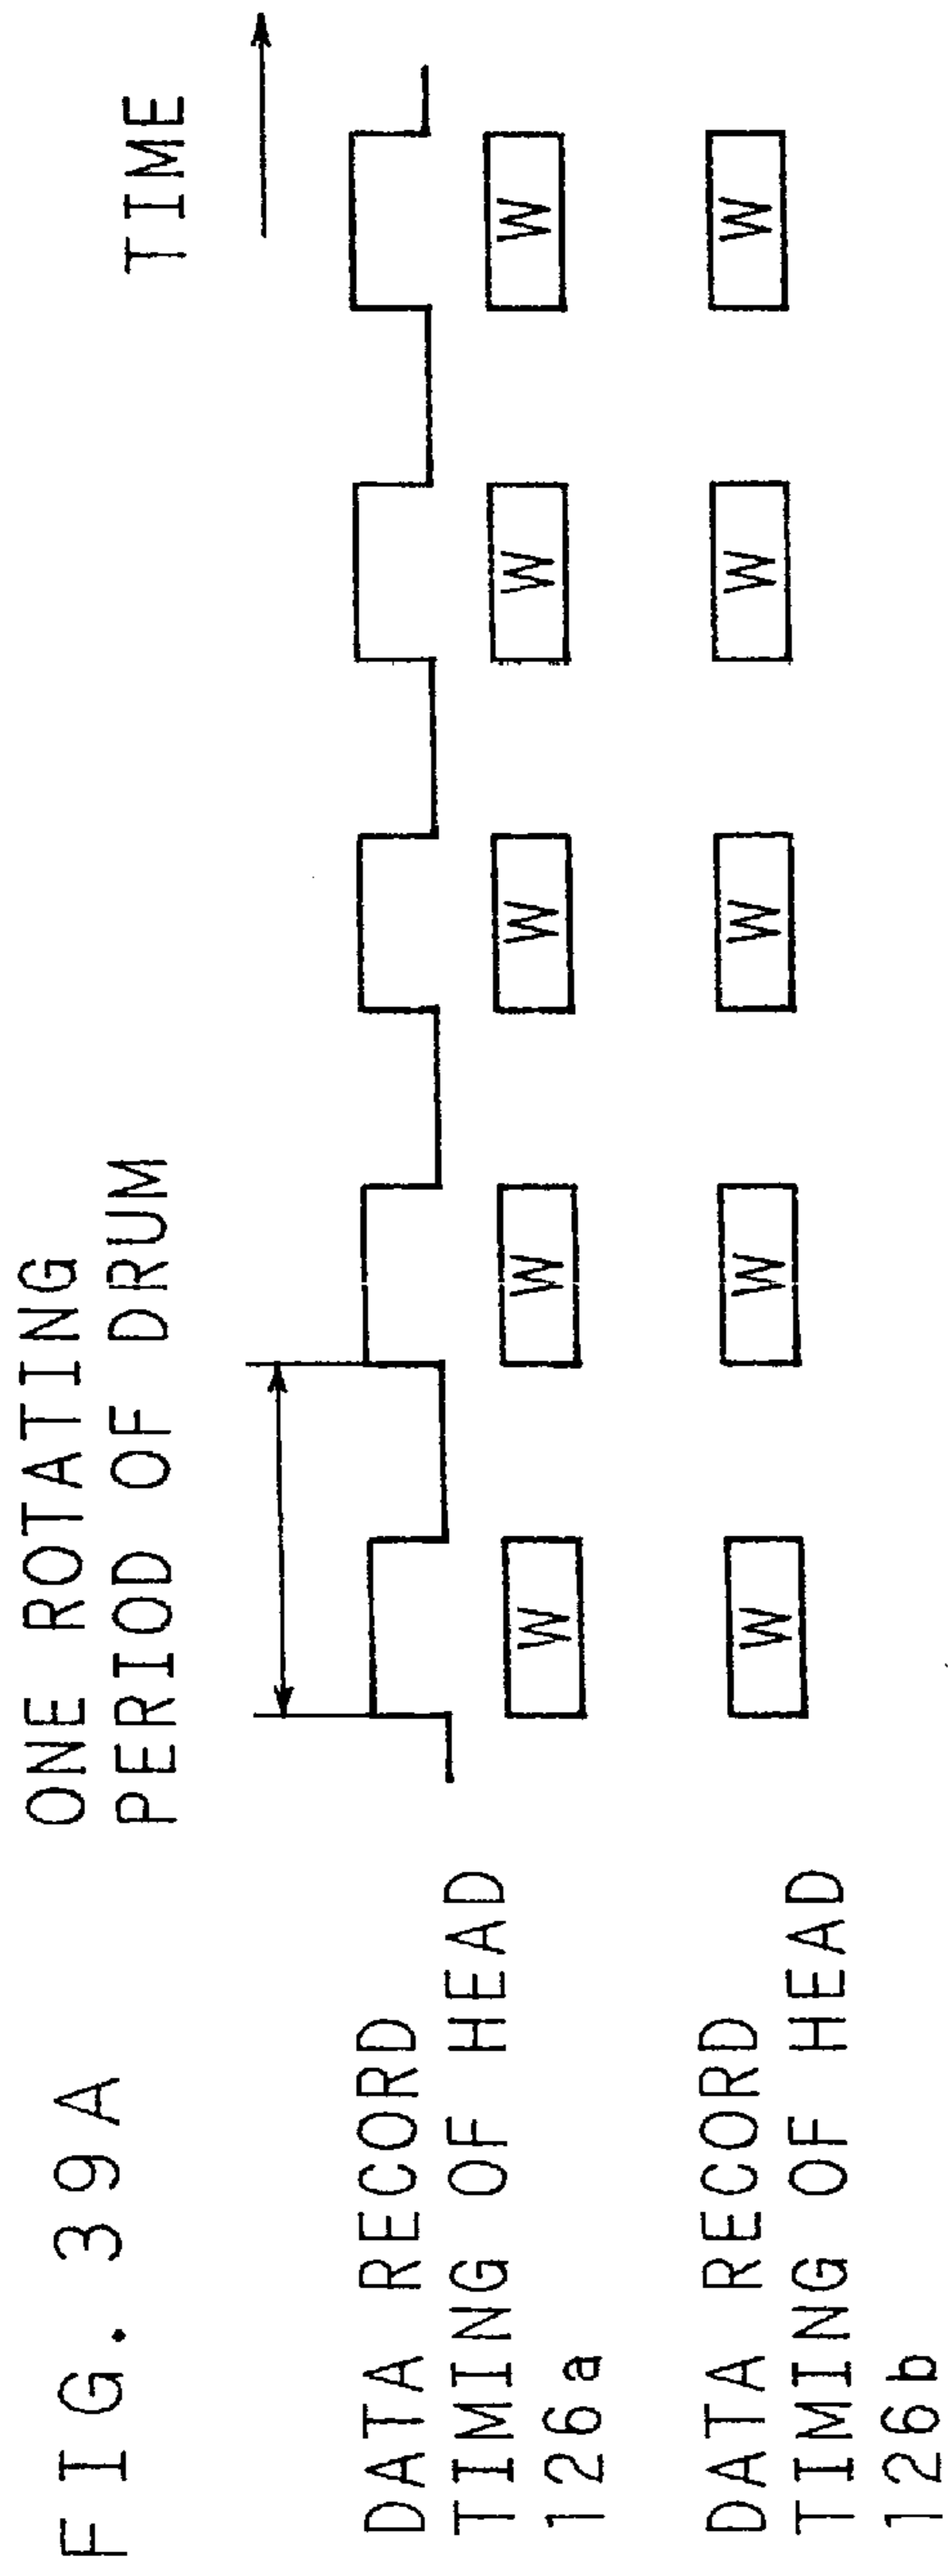 FIG. 39A
ONE ROTATING
PERIOD OF DRUM
TIME
DATA RECORD
TIMING OF HEAD
126a
W W W W W
DATA RECORD
TIMING OF HEAD
126b
W W W W W